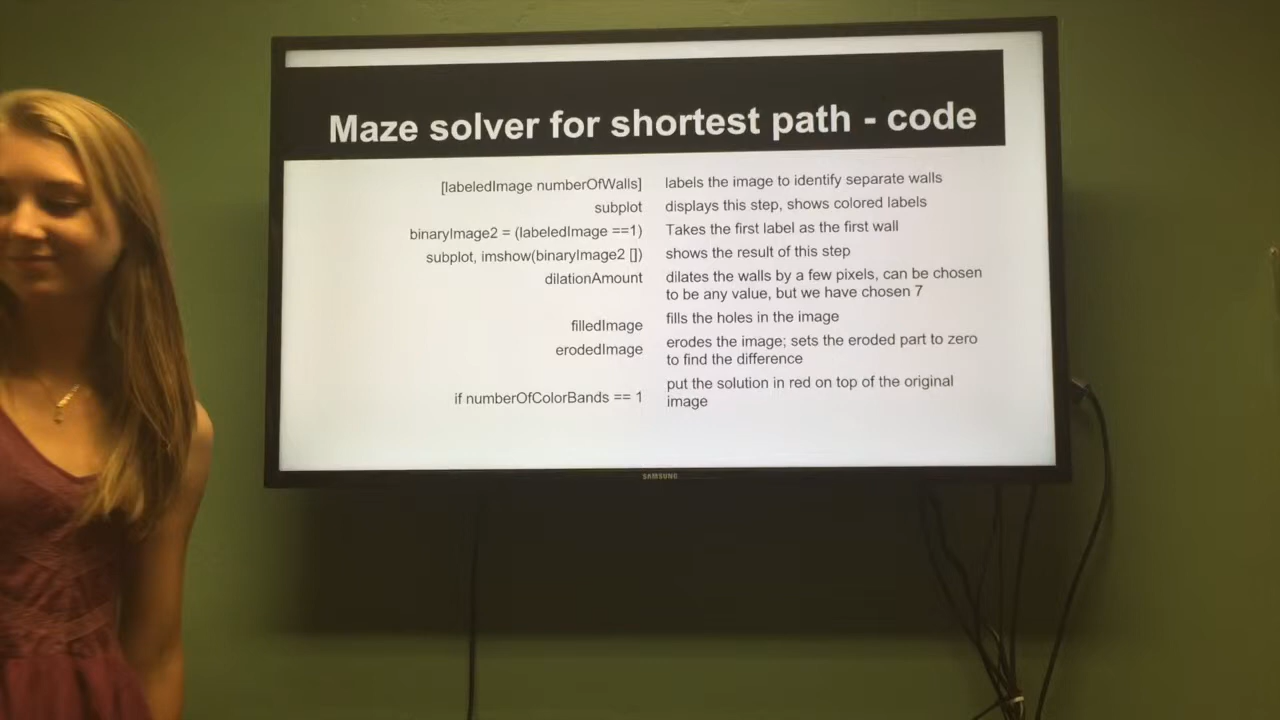 Maze solver for shortest path - code
[labeledImage numberOfWalls] labels the image to identify separate walls
subplot displays this step, shows colored labels
binaryImage2 = (labeledImage ==1) Takes the first label as the first wall
subplot, imshow(binaryImage2 []) shows the result of this step
dilationAmount dilates the walls by a few pixels, can be chosen
to be any value, but we have chosen 7
filledImage fills the holes in the image
erodedImage erodes the image; sets the eroded part to zero
to find the difference
if numberOfColorBands == 1 put the solution in red on top of the original
image
SAMSUNG